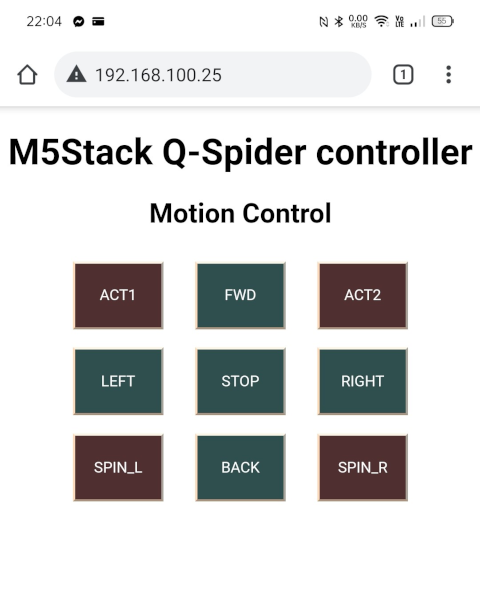 22:04 0.00 KB/S Vo LTE 55
192.168.100.25 1
M5Stack Q-Spider controller
Motion Control
ACT1 FWD ACT2
LEFT STOP RIGHT
SPIN_L BACK SPIN_R